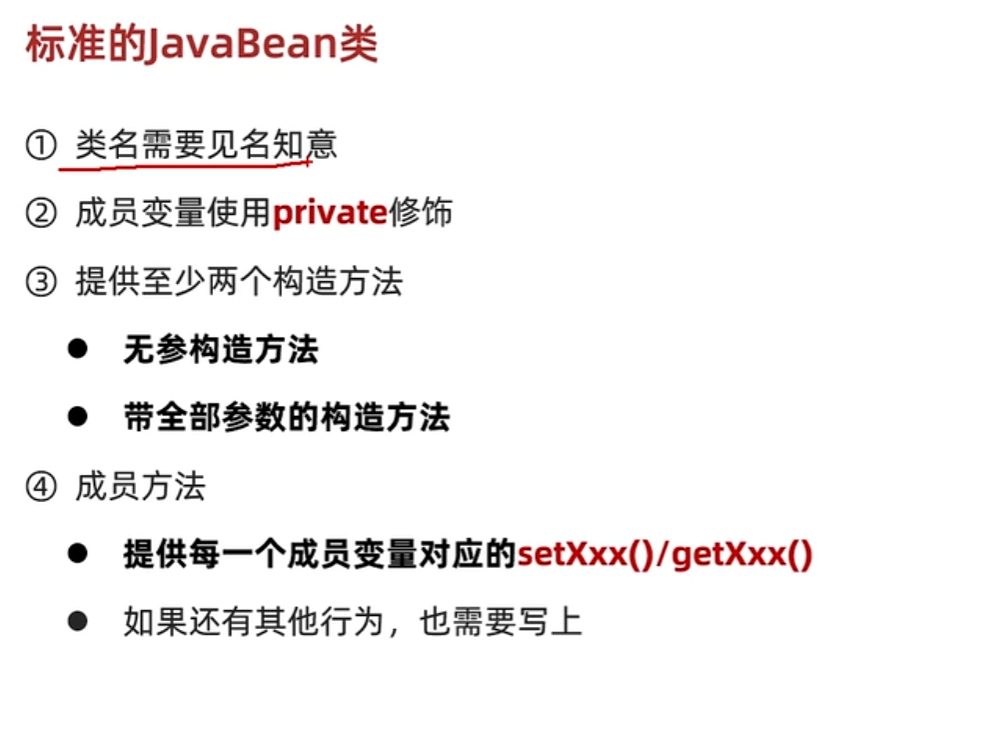 标准的JavaBean类
① 类名需要见名知意
② 成员变量使用private修饰
③ 提供至少两个构造方法
● 无参构造方法
● 带全部参数的构造方法
④ 成员方法
● 提供每一个成员变量对应的setXxx()/getXxx()
● 如果还有其他行为，也需要写上